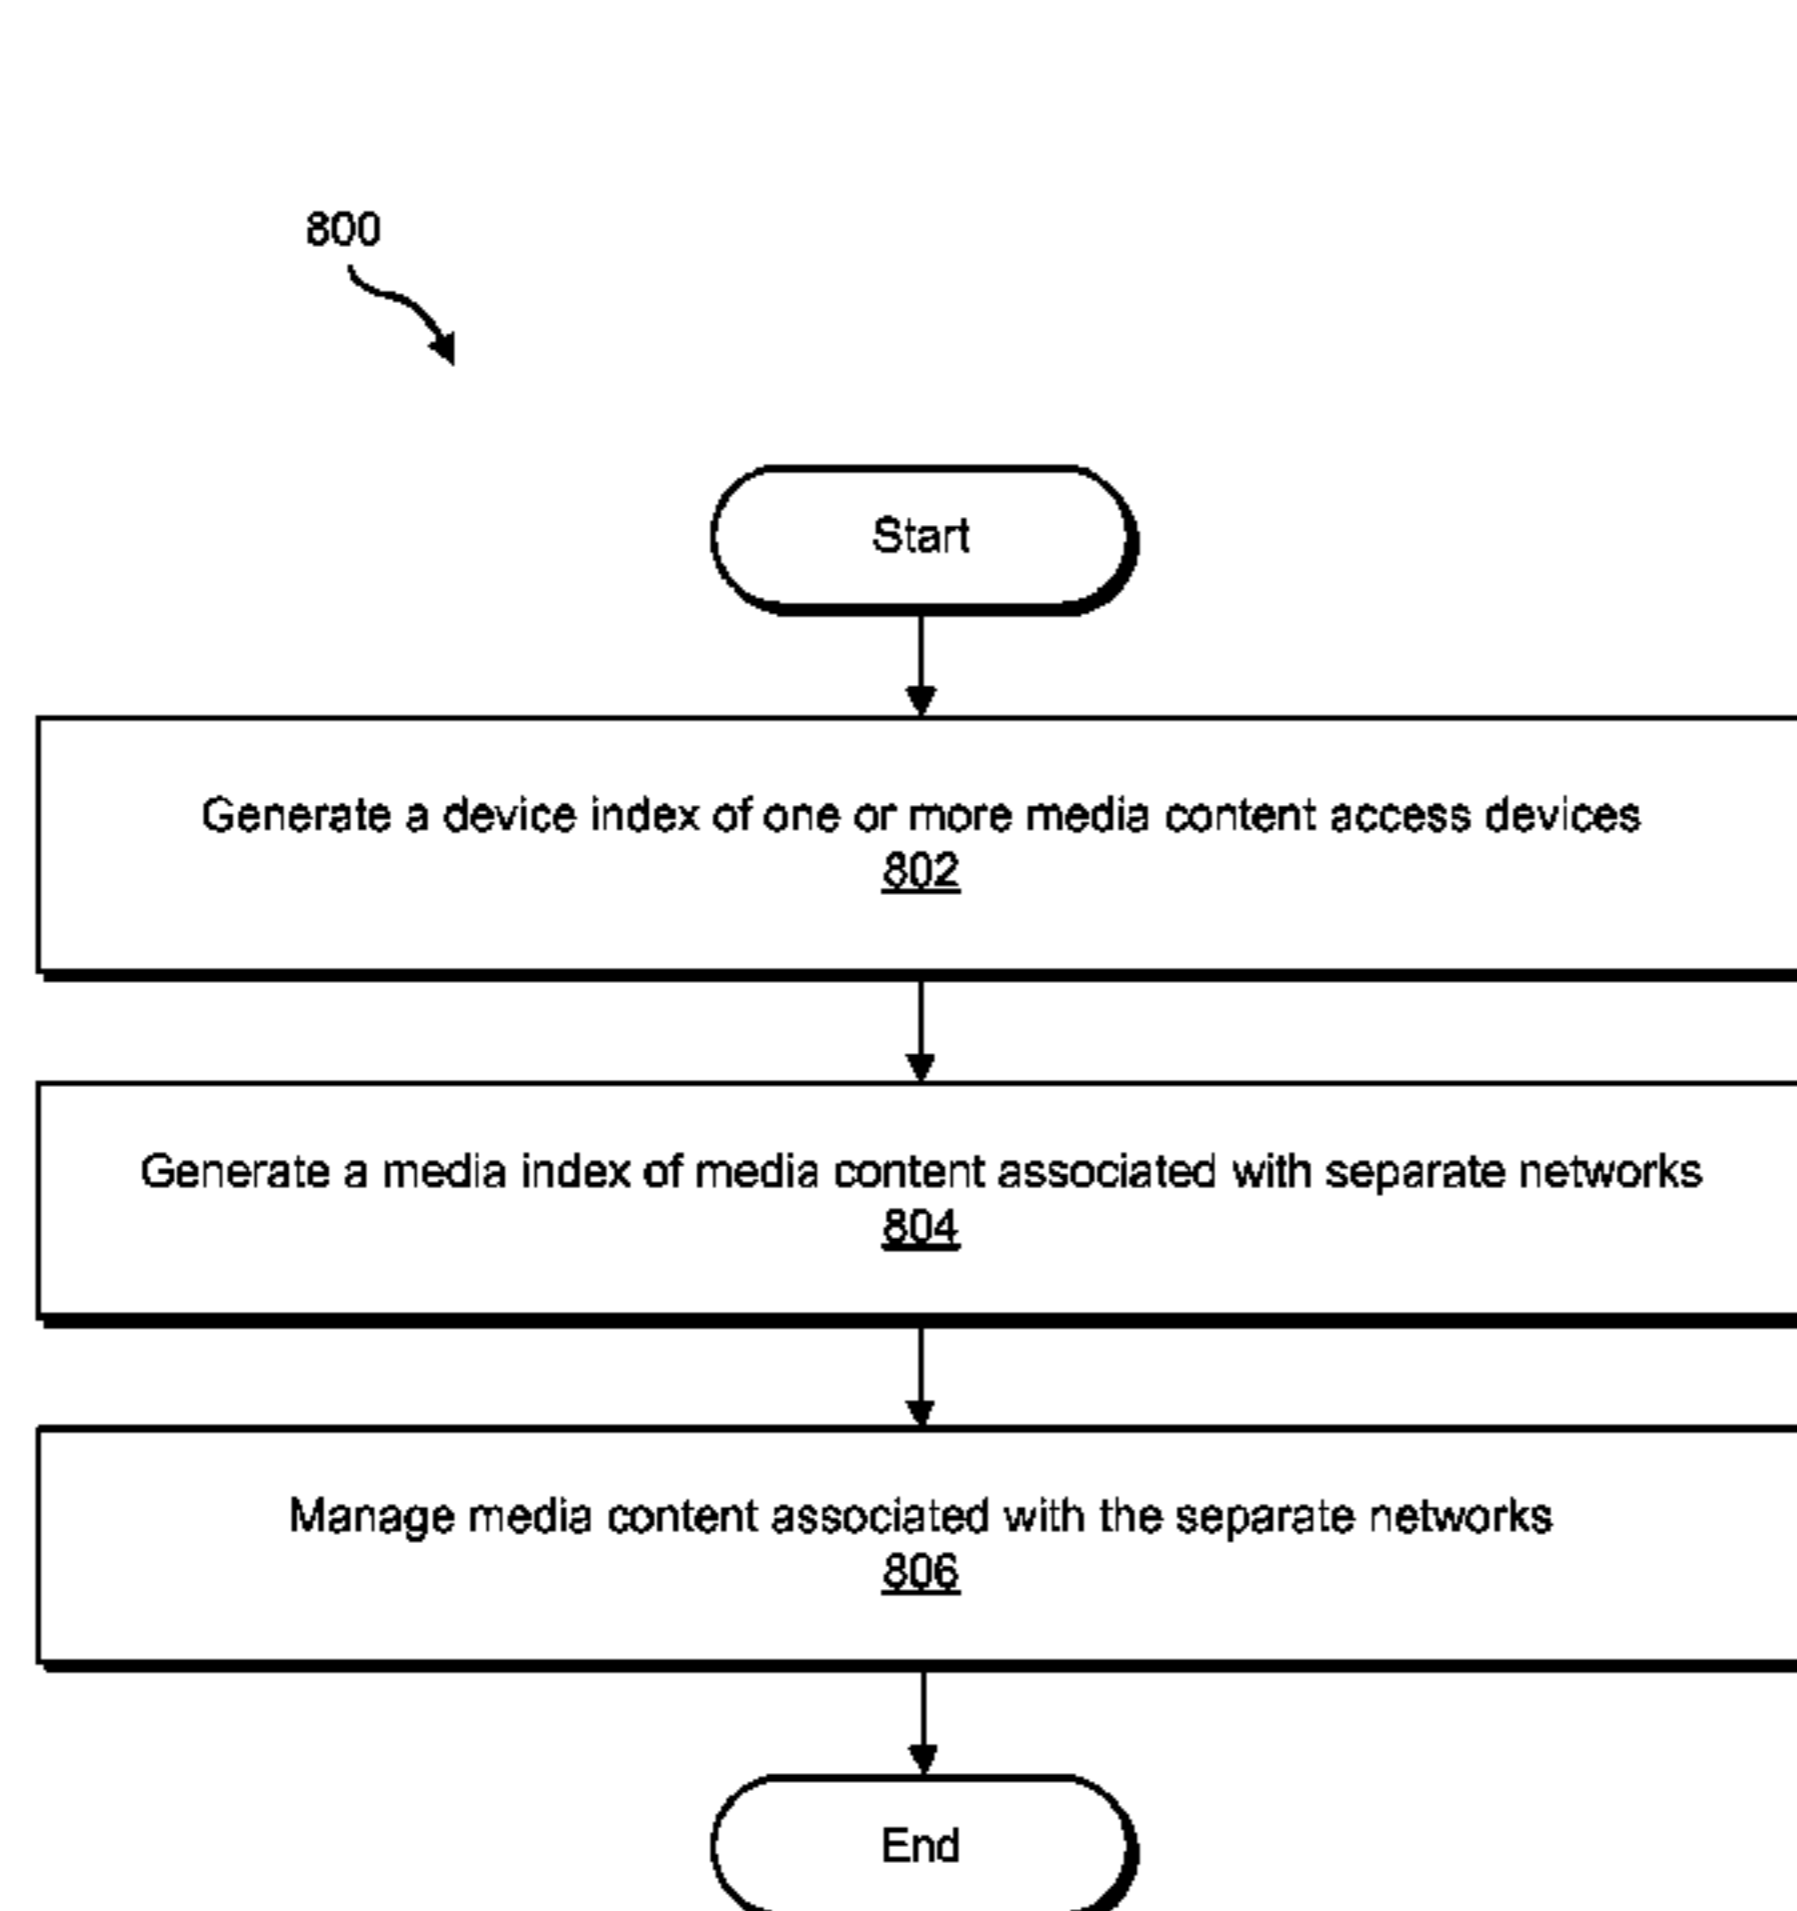 800
Start
Generate a device index of one or more media content access devices
802
Generate a media index of media content associated with separate networks
804
Manage media content associated with the separate networks
806
End